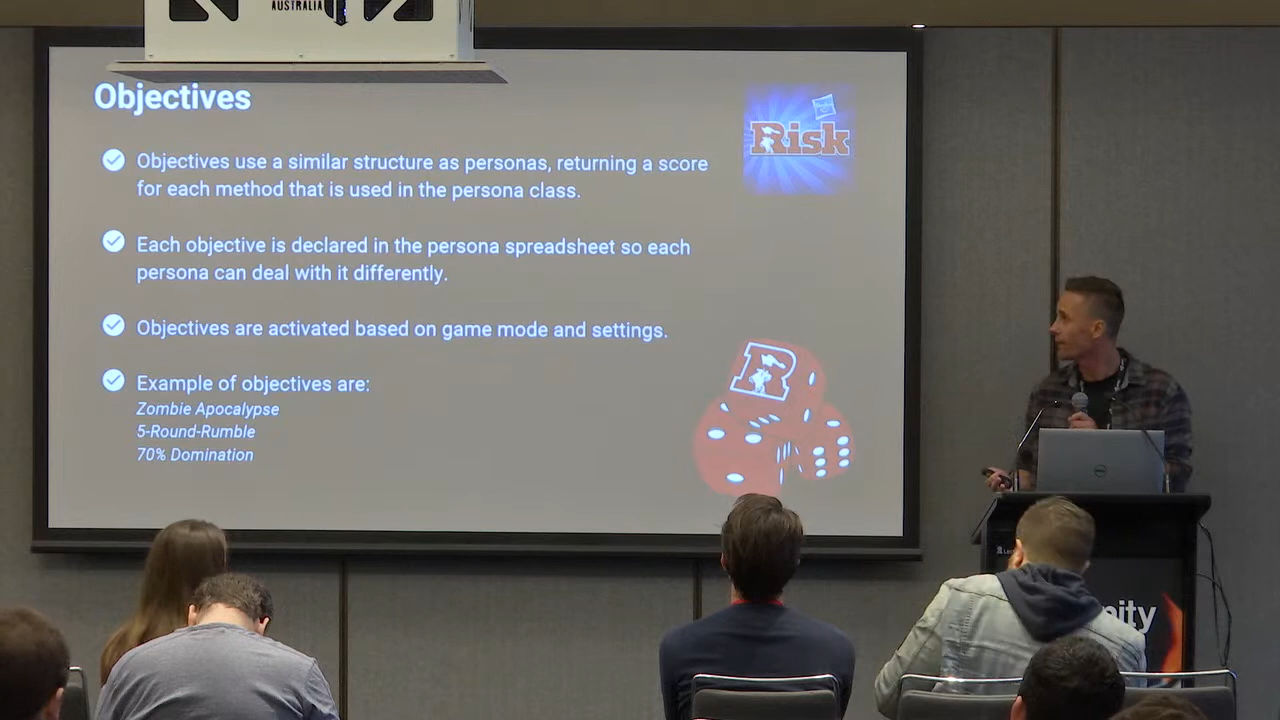 AUSTRALIA
Objectives
Risk
Objectives use a similar structure as personas, returning a score
for each method that is used in the persona class.
Each objective is declared in the persona spreadsheet so each
persona can deal with it differently.
Objectives are activated based on game mode and settings.
Example of objectives are:
Zombie Apocalypse
5-Round-Rumble
70% Domination
R
DELL
nity